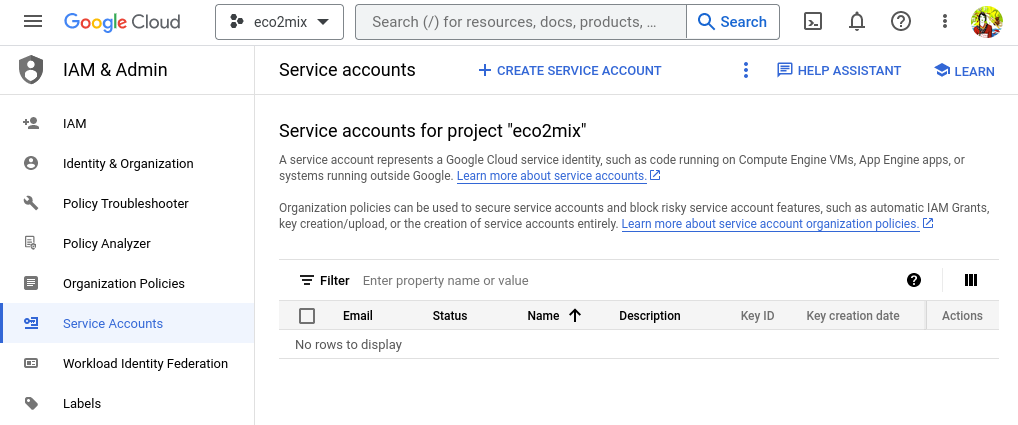 Google Cloud
eco2mix
Search (/) for resources, docs, products, …
Search
IAM & Admin
IAM
Identity & Organization
Policy Troubleshooter
Policy Analyzer
Organization Policies
Service Accounts
Workload Identity Federation
Labels
Service accounts
CREATE SERVICE ACCOUNT
HELP ASSISTANT
LEARN
Service accounts for project "eco2mix"
A service account represents a Google Cloud service identity, such as code running on Compute Engine VMs, App Engine apps, or
systems running outside Google. Learn more about service accounts.
Organization policies can be used to secure service accounts and block risky service account features, such as automatic IAM Grants,
key creation/upload, or the creation of service accounts entirely. Learn more about service account organization policies.
Filter Enter property name or value
Email Status Name Description Key ID Key creation date Actions
No rows to display